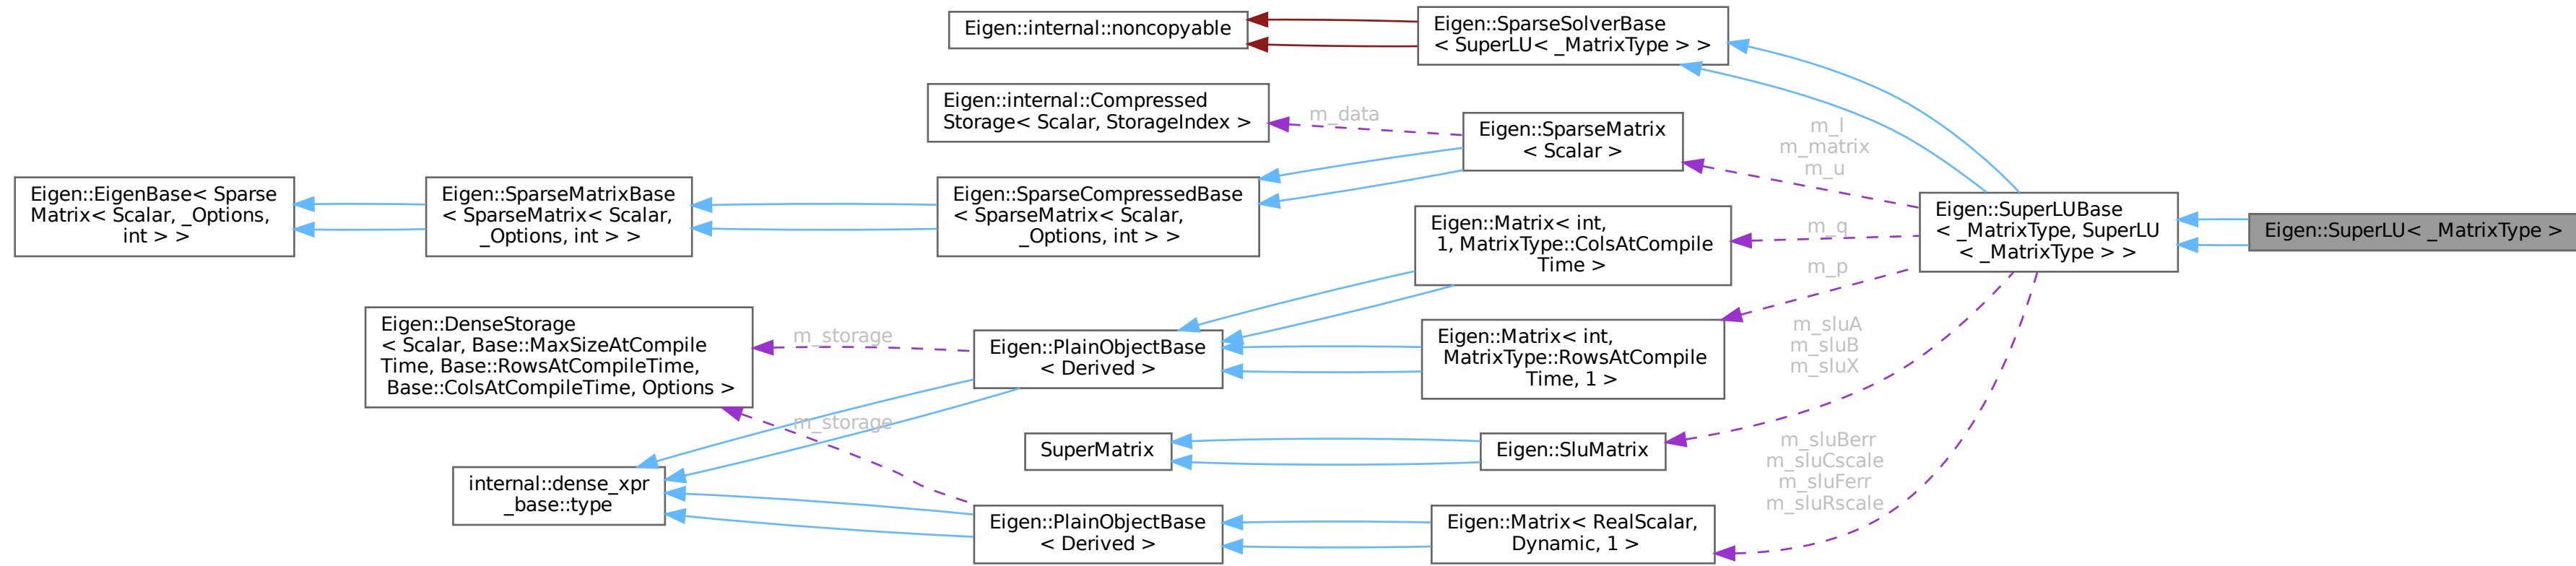 Eigen::internal::noncopyable
Eigen::SparseSolverBase
< SuperLU< _MatrixType > >
Eigen::internal::Compressed
Storage< Scalar, StorageIndex >
m_data
Eigen::SparseMatrix
< Scalar >
m_l
m_matrix
m_u
Eigen::EigenBase< Sparse
Matrix< Scalar, _Options,
int > >
Eigen::SparseMatrixBase
< SparseMatrix< Scalar,
_Options, int > >
Eigen::SparseCompressedBase
< SparseMatrix< Scalar,
_Options, int > >
Eigen::Matrix< int,
1, MatrixType::ColsAtCompile
Time >
m_q
Eigen::SuperLUBase
< _MatrixType, SuperLU
< _MatrixType > >
Eigen::SuperLU< _MatrixType >
m_p
Eigen::DenseStorage
< Scalar, Base::MaxSizeAtCompile
Time, Base::RowsAtCompileTime,
Base::ColsAtCompileTime, Options >
m_storage
Eigen::PlainObjectBase
< Derived >
Eigen::Matrix< int,
MatrixType::RowsAtCompile
Time, 1 >
m_sluA
m_sluB
m_sluX
m_storage
SuperMatrix
Eigen::SluMatrix
m_sluBerr
m_sluCscale
m_sluFerr
m_sluRscale
internal::dense_xpr
_base::type
Eigen::PlainObjectBase
< Derived >
Eigen::Matrix< RealScalar,
Dynamic, 1 >